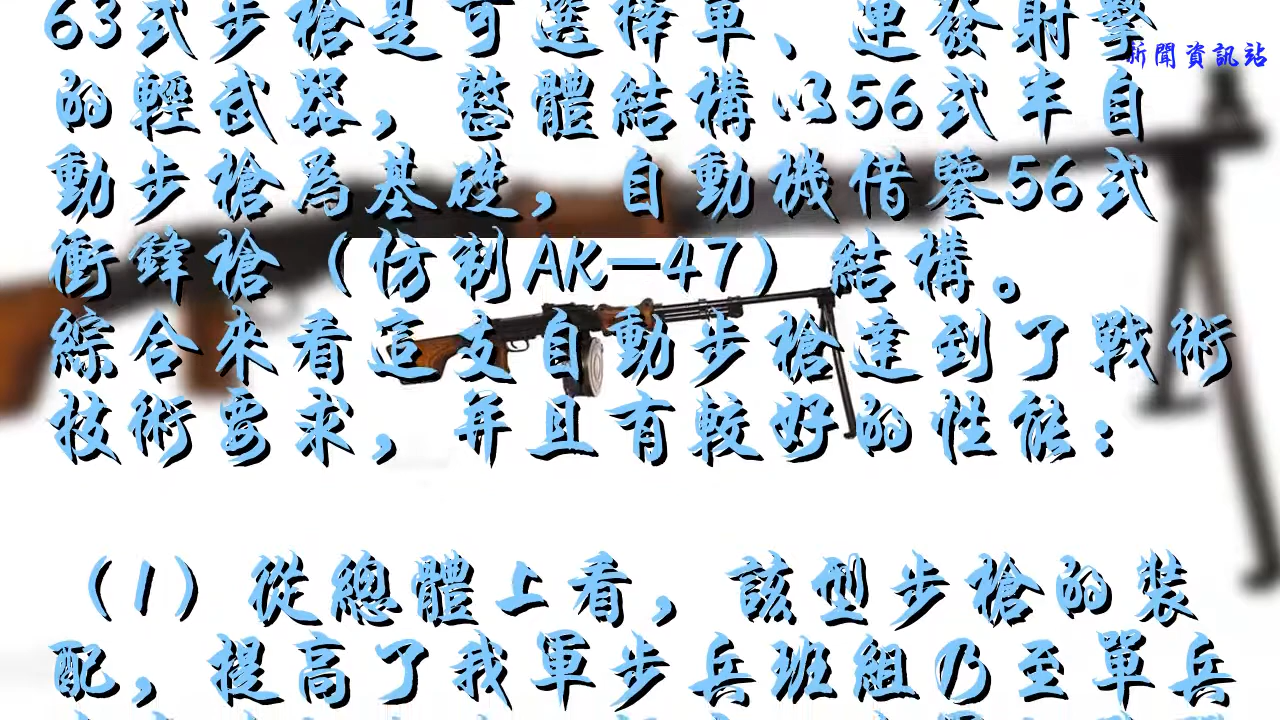 63式步槍是可選擇單、連發射擊
新聞資訊站
的輕武器，整體結構以56式半自
動步槍為基礎，自動機借鑒56式
衝鋒槍（仿制AK—47）結構。
綜合來看這支自動步槍達到了戰術
技術要求，并且有較好的性能：
（1）從總體上看，該型步槍的裝
配，提高了我軍步兵班組乃至單兵